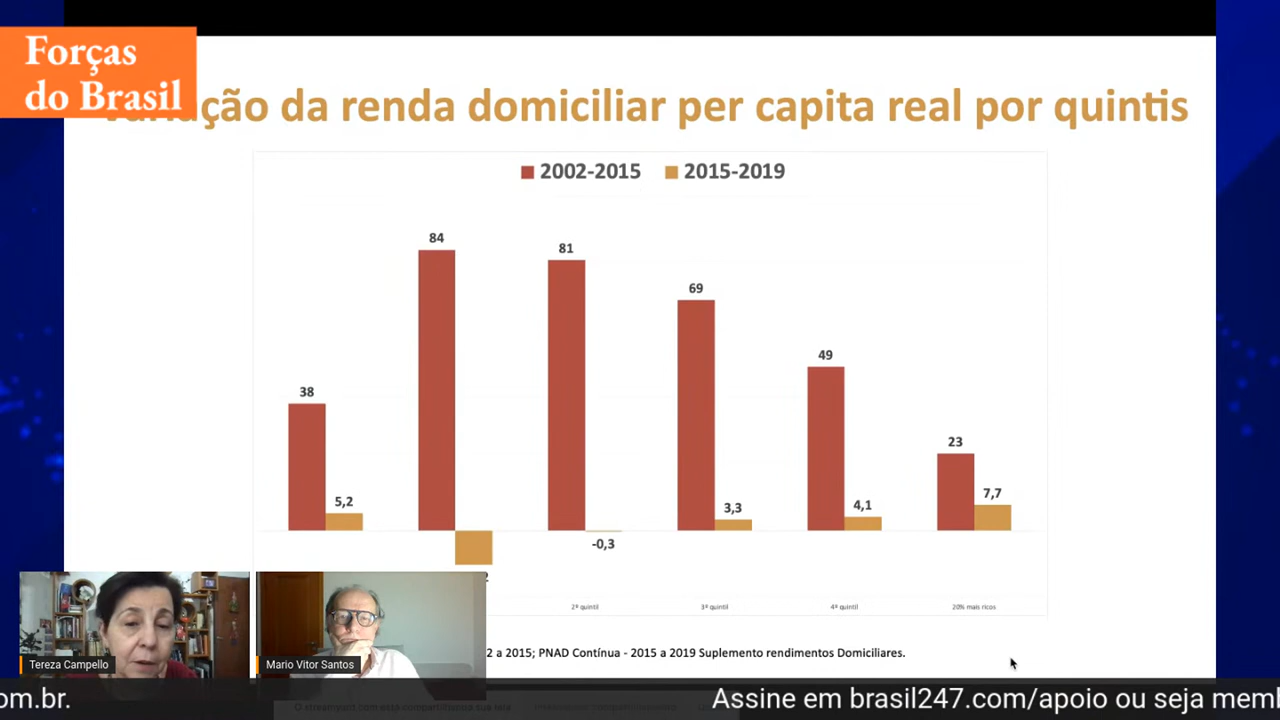 Forças
do Brasil
da renda domiciliar per capita real por quintis
2002-2015 2015-2019
84
81
69
49
38
23
5,2
-0,3
3,3
4,1
7,7
2º quintil 3º quintil 4º quintil 20% mais ricos
2 a 2015; PNAD Contínua - 2015 a 2019 Suplemento rendimentos Domiciliares.
Tereza Campello
Mario Vitor Santos
om.br. Assine em brasil247.com/apoio ou seja mem